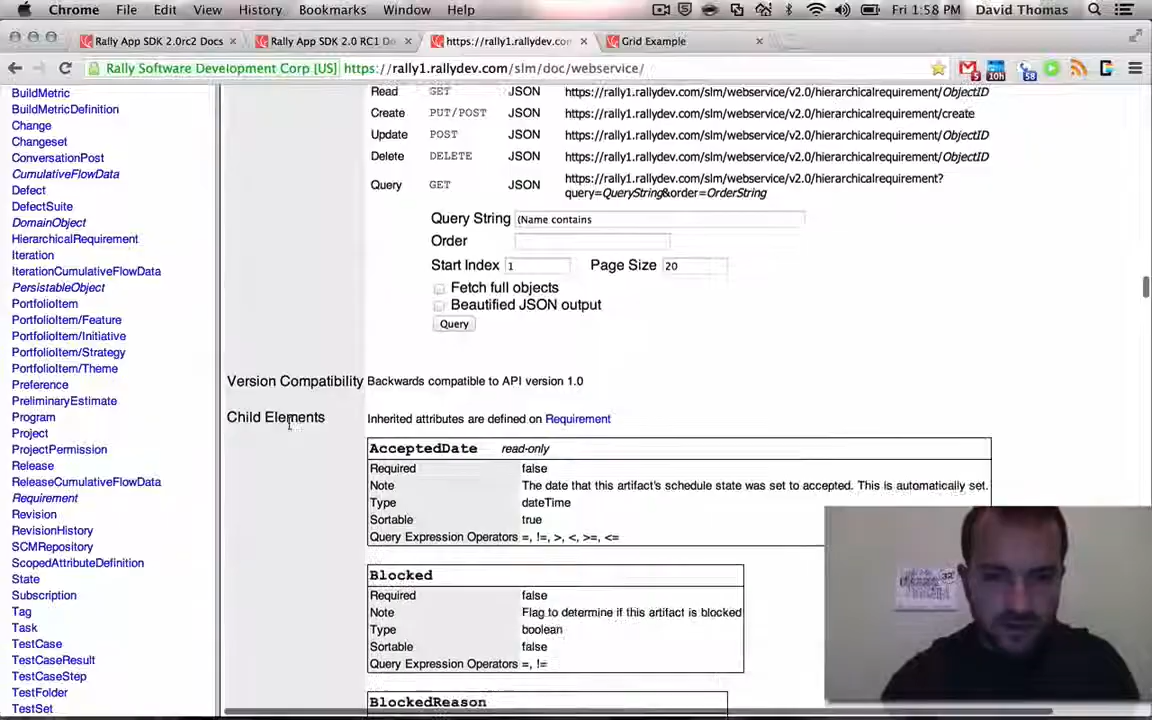 Chrome File Edit View History Bookmarks Window Help Fri 1:58 PM David Thomas
Rally App SDK 2.0rc2 Docs × Rally App SDK 2.0 RC1 D × https://rally1.rallydev.com × Grid Example ×
Rally Software Development Corp [US] https://rally1.rallydev.com/slm/doc/webservice/
BuildMetric
BuildMetricDefinition
Change
Changeset
ConversationPost
CumulativeFlowData
Defect
DefectSuite
DomainObject
HierarchicalRequirement
Iteration
IterationCumulativeFlowData
PersistableObject
PortfolioItem
PortfolioItem/Feature
PortfolioItem/Initiative
PortfolioItem/Strategy
PortfolioItem/Theme
Preference
PreliminaryEstimate
Program
Project
ProjectPermission
Release
ReleaseCumulativeFlowData
Requirement
Revision
RevisionHistory
SCMRepository
ScopedAttributeDefinition
State
Subscription
Tag
Task
TestCase
TestCaseResult
TestCaseStep
TestFolder
TestSet
Read GET JSON https://rally1.rallydev.com/slm/webservice/v2.0/hierarchicalrequirement/ObjectID
Create PUT/POST JSON https://rally1.rallydev.com/slm/webservice/v2.0/hierarchicalrequirement/create
Update POST JSON https://rally1.rallydev.com/slm/webservice/v2.0/hierarchicalrequirement/ObjectID
Delete DELETE JSON https://rally1.rallydev.com/slm/webservice/v2.0/hierarchicalrequirement/ObjectID
Query GET JSON https://rally1.rallydev.com/slm/webservice/v2.0/hierarchicalrequirement?
query=QueryString&order=OrderString
Query String (Name contains
Order
Start Index 1 Page Size 20
Fetch full objects
Beautified JSON output
Query
Version Compatibility Backwards compatible to API version 1.0
Child Elements Inherited attributes are defined on Requirement
AcceptedDate read-only
Required false
Note The date that this artifact's schedule state was set to accepted. This is automatically set.
Type dateTime
Sortable true
Query Expression Operators =, !=, >, <, >=, <=
Blocked
Required false
Note Flag to determine if this artifact is blocked
Type boolean
Sortable false
Query Expression Operators =, !=
BlockedReason